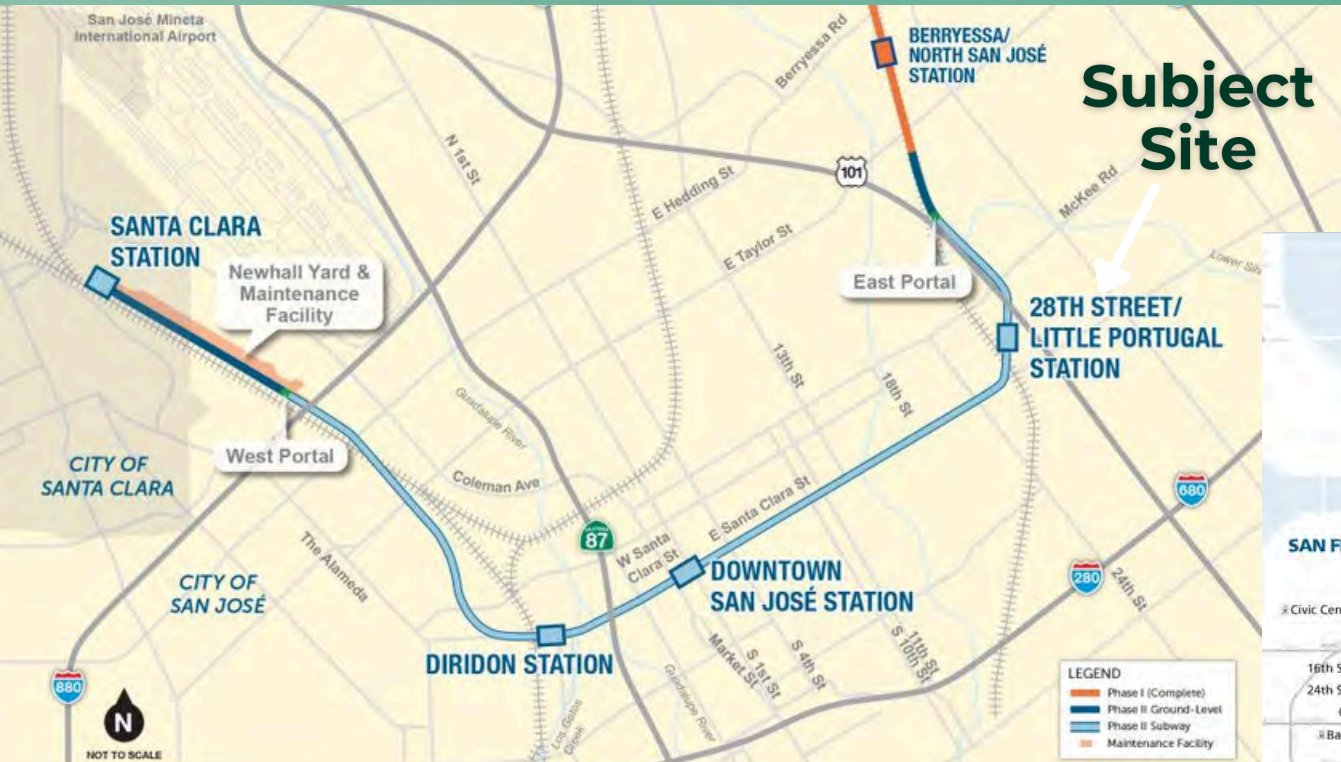 San José Mineta
International Airport
Berryessa Rd
BERRYESSA/
NORTH SAN JOSÉ
STATION
Subject
Site
N 1st St
101
E Hedding St
McKee Rd
SANTA CLARA
STATION
E Taylor St
Lower
Newhall Yard &
Maintenance
Facility
East Portal
28TH STREET/
LITTLE PORTUGAL
STATION
13th St
18th St
Guadalupe River
West Portal
CITY OF
SANTA CLARA
Coleman Ave
E Santa Clara St
680
CALIFORNIA
87
W Santa
Clara St
The Alameda
DOWNTOWN
SAN JOSÉ STATION
280
24th St
CITY OF
SAN JOSÉ
DIRIDON STATION
Market St
S 1st St
S 4th St
11th St
S 10th St
Guadalupe River
Los Gatos
Creek
880
N
NOT TO SCALE
LEGEND
Phase I (Complete)
Phase II Ground-Level
Phase II Subway
Maintenance Facility
SAN
Civic
16th
24th